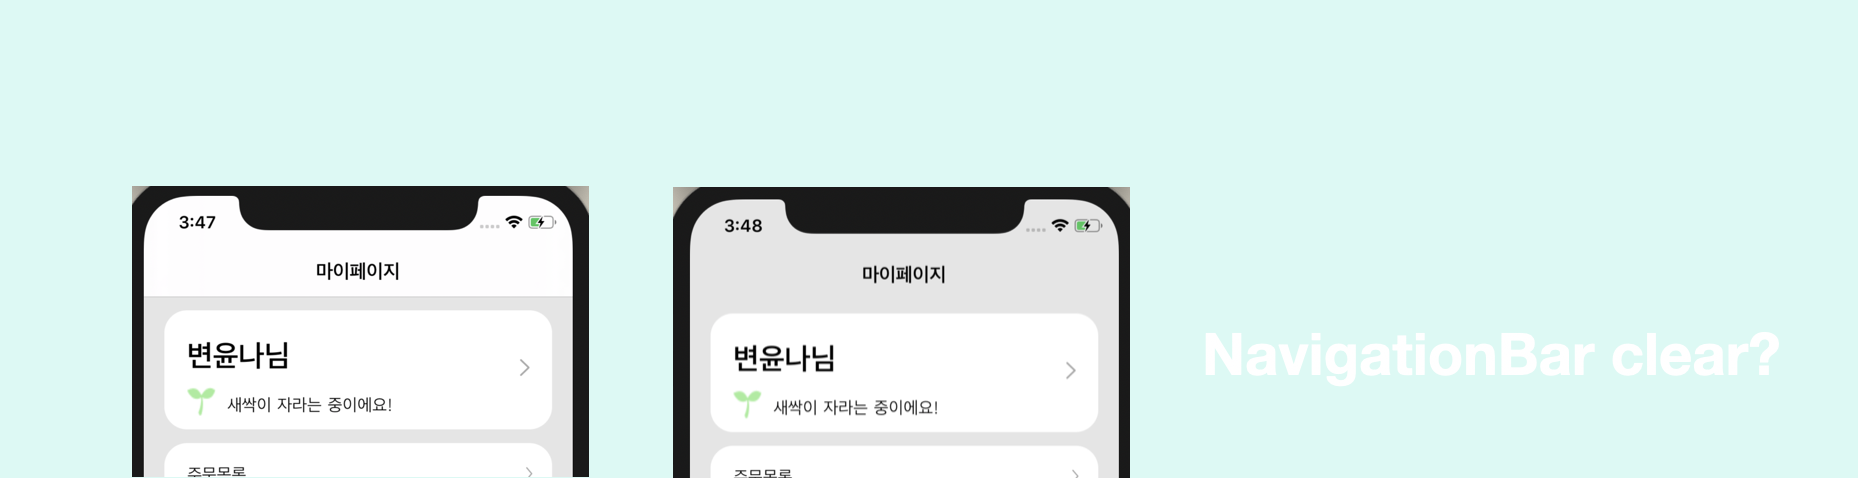 3:47
마이페이지
변윤나님
새싹이 자라는 중이에요!
주문목록
3:48
마이페이지
변윤나님
새싹이 자라는 중이에요!
주문목록
NavigationBar clear?